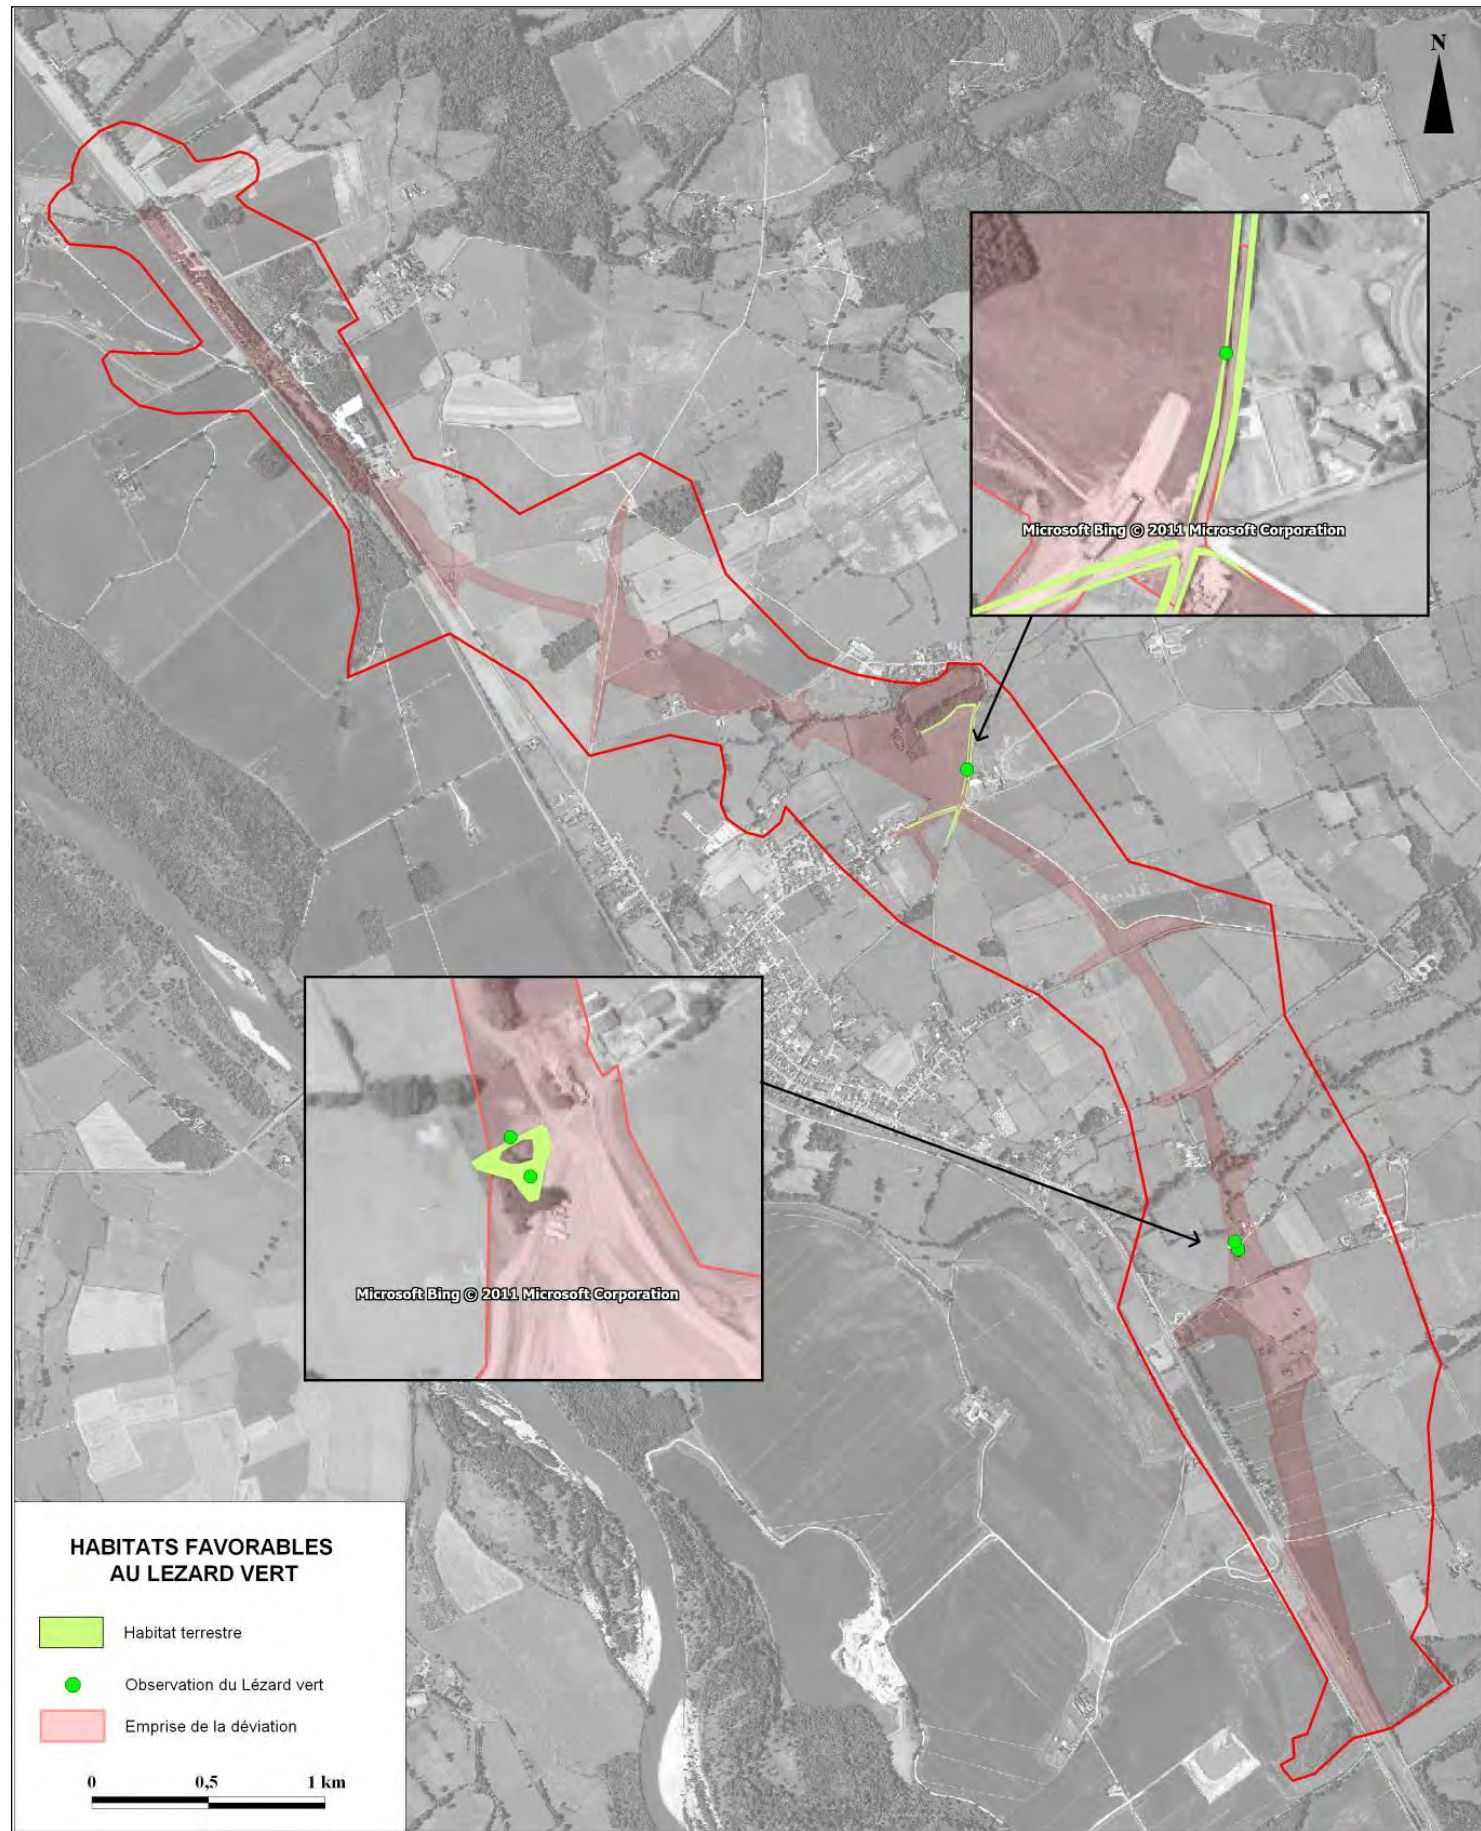 N
Microsoft Bing © 2011 Microsoft Corporation
Microsoft Bing © 2011 Microsoft Corporation
HABITATS FAVORABLES
AU LEZARD VERT
Habitat terrestre
Observation du Lézard vert
Emprise de la déviation
0 0,5 1 km